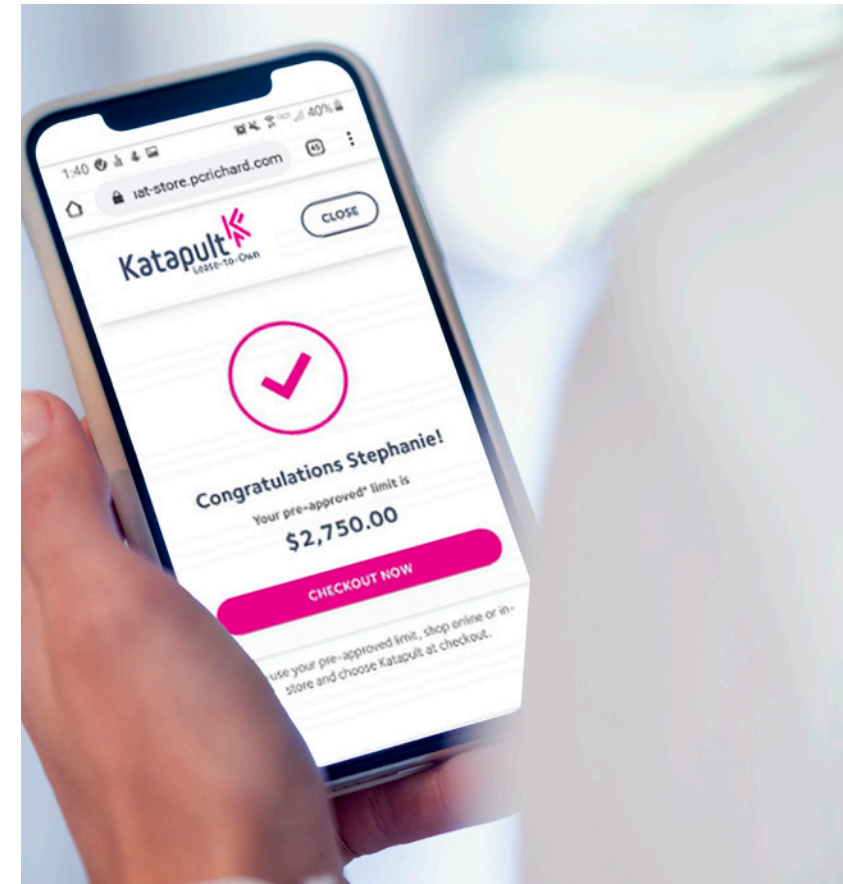 1:40 40%
iat-store.pcrichard.com 45
Katapult
Lease-to-Own
CLOSE
Congratulations Stephanie!
Your pre-approved* limit is
$2,750.00
CHECKOUT NOW
use your pre-approved limit, shop online or in-
store and choose Katapult at checkout.